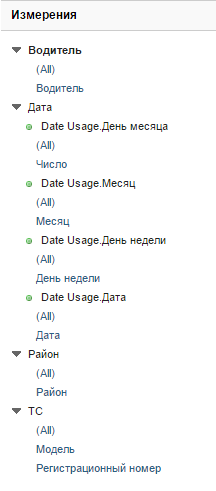 Измерения
Водитель
(All)
Водитель
Дата
Date Usage.День месяца
(All)
Число
Date Usage.Месяц
(All)
Месяц
Date Usage.День недели
(All)
День недели
Date Usage.Дата
(All)
Дата
Район
(All)
Район
ТС
(All)
Модель
Регистрационный номер